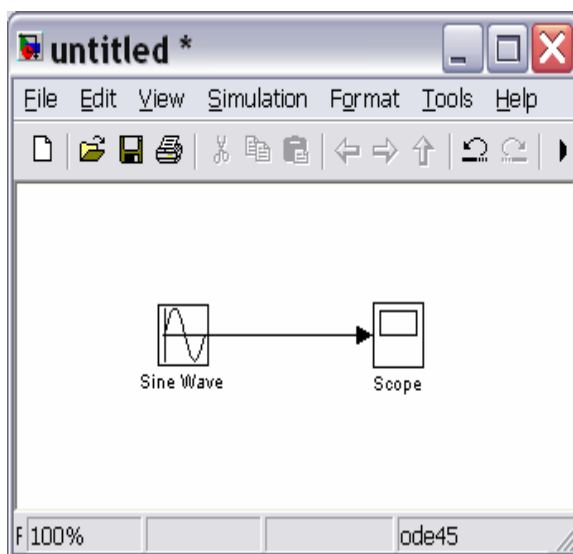 untitled *
File Edit View Simulation Format Tools Help
Sine Wave
Scope
F 100% ode45